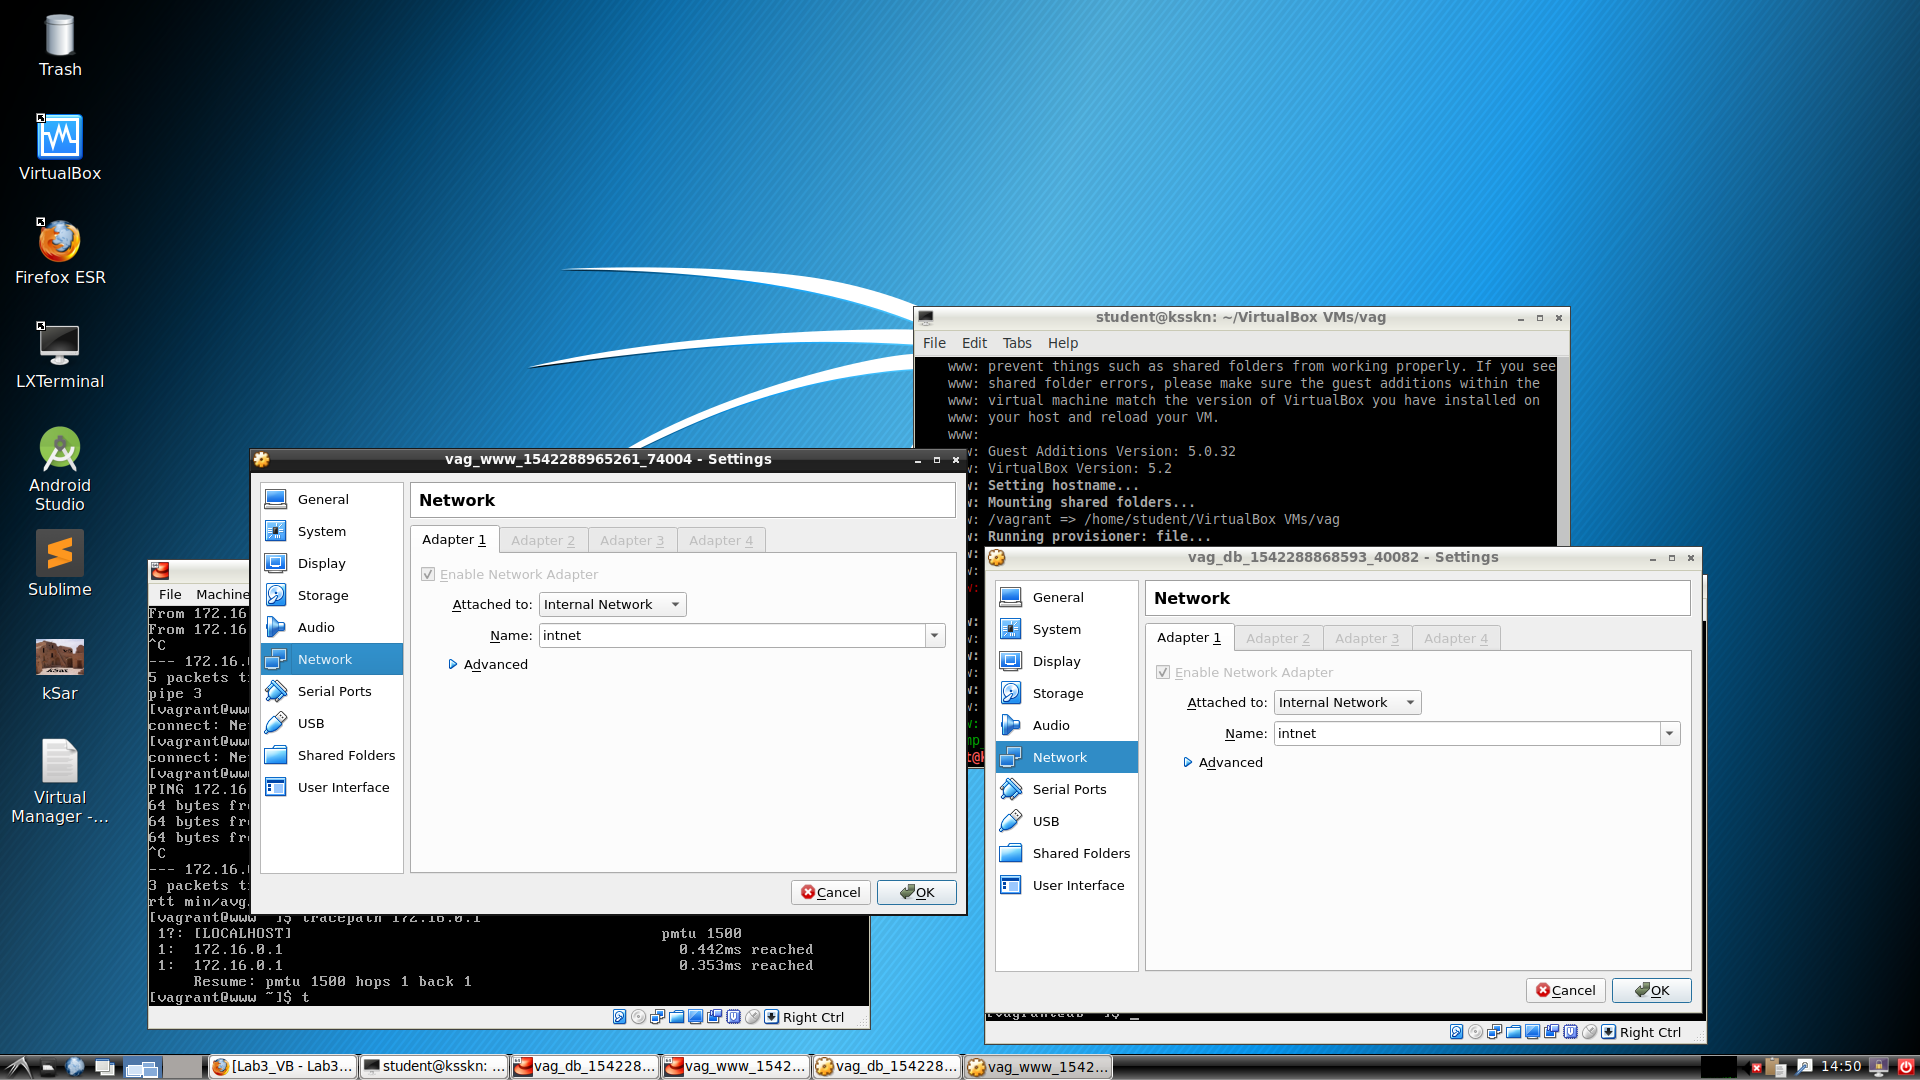 Trash
VirtualBox
Firefox ESR
LXTerminal
Android
Studio
Sublime
kSar
Virtual
Manager -...
student@ksskn: ~/VirtualBox VMs/vag
File Edit Tabs Help
www: prevent things such as shared folders from working properly. If you see
www: shared folder errors, please make sure the guest additions within the
www: virtual machine match the version of VirtualBox you have installed on
www: your host and reload your VM.
www:
w: Guest Additions Version: 5.0.32
w: VirtualBox Version: 5.2
w: Setting hostname...
w: Mounting shared folders...
w: /vagrant => /home/student/VirtualBox VMs/vag
w: Running provisioner: file...
vag_www_1542288965261_74004 - Settings
General
System
Display
Storage
Audio
Network
Serial Ports
USB
Shared Folders
User Interface
Network
Adapter 1 Adapter 2 Adapter 3 Adapter 4
Enable Network Adapter
Attached to: Internal Network
Name: intnet
Advanced
Cancel OK
File Machine
From 172.16
From 172.16
^C
--- 172.16.
5 packets t
pipe 3
[vagrant@ww
connect: Ne
[vagrant@ww
connect: Ne
[vagrant@ww
PING 172.16
64 bytes fr
64 bytes fr
64 bytes fr
^C
--- 172.16.
3 packets t
rtt min/avg
[vagrant@www ~]$ tracepath 172.16.0.1
1?: [LOCALHOST] pmtu 1500
1: 172.16.0.1 0.442ms reached
1: 172.16.0.1 0.353ms reached
Resume: pmtu 1500 hops 1 back 1
[vagrant@www ~]$ t
Right Ctrl
vag_db_1542288868593_40082 - Settings
General
System
Display
Storage
Audio
Network
Serial Ports
USB
Shared Folders
User Interface
Network
Adapter 1 Adapter 2 Adapter 3 Adapter 4
Enable Network Adapter
Attached to: Internal Network
Name: intnet
Advanced
Cancel OK
Right Ctrl
[Lab3_VB - Lab3... student@ksskn: ... vag_db_154228... vag_www_1542... vag_db_154228... vag_www_1542... 14:50